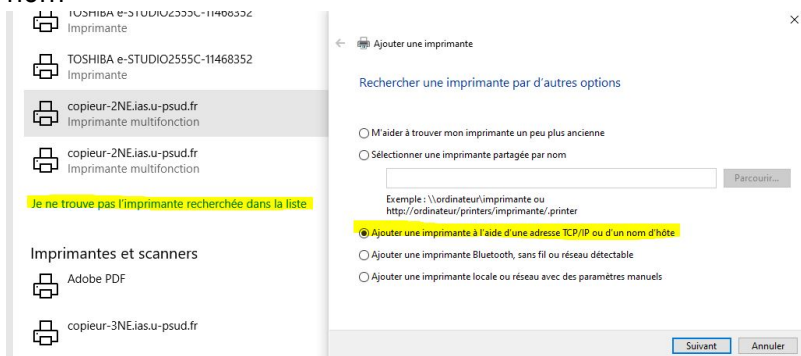 nom
TOSHIBA e-STUDIO2555C-11468352
Imprimante
TOSHIBA e-STUDIO2555C-11468352
Imprimante
copieur-2NE.ias.u-psud.fr
Imprimante multifonction
copieur-2NE.ias.u-psud.fr
Imprimante multifonction
Je ne trouve pas l'imprimante recherchée dans la liste
Imprimantes et scanners
Adobe PDF
copieur-3NE.ias.u-psud.fr
Ajouter une imprimante
Rechercher une imprimante par d'autres options
M'aider à trouver mon imprimante un peu plus ancienne
Sélectionner une imprimante partagée par nom
Parcourir...
Exemple : \\ordinateur\imprimante ou
http://ordinateur/printers/imprimante/.printer
Ajouter une imprimante à l'aide d'une adresse TCP/IP ou d'un nom d'hôte
Ajouter une imprimante Bluetooth, sans fil ou réseau détectable
Ajouter une imprimante locale ou réseau avec des paramètres manuels
Suivant
Annuler